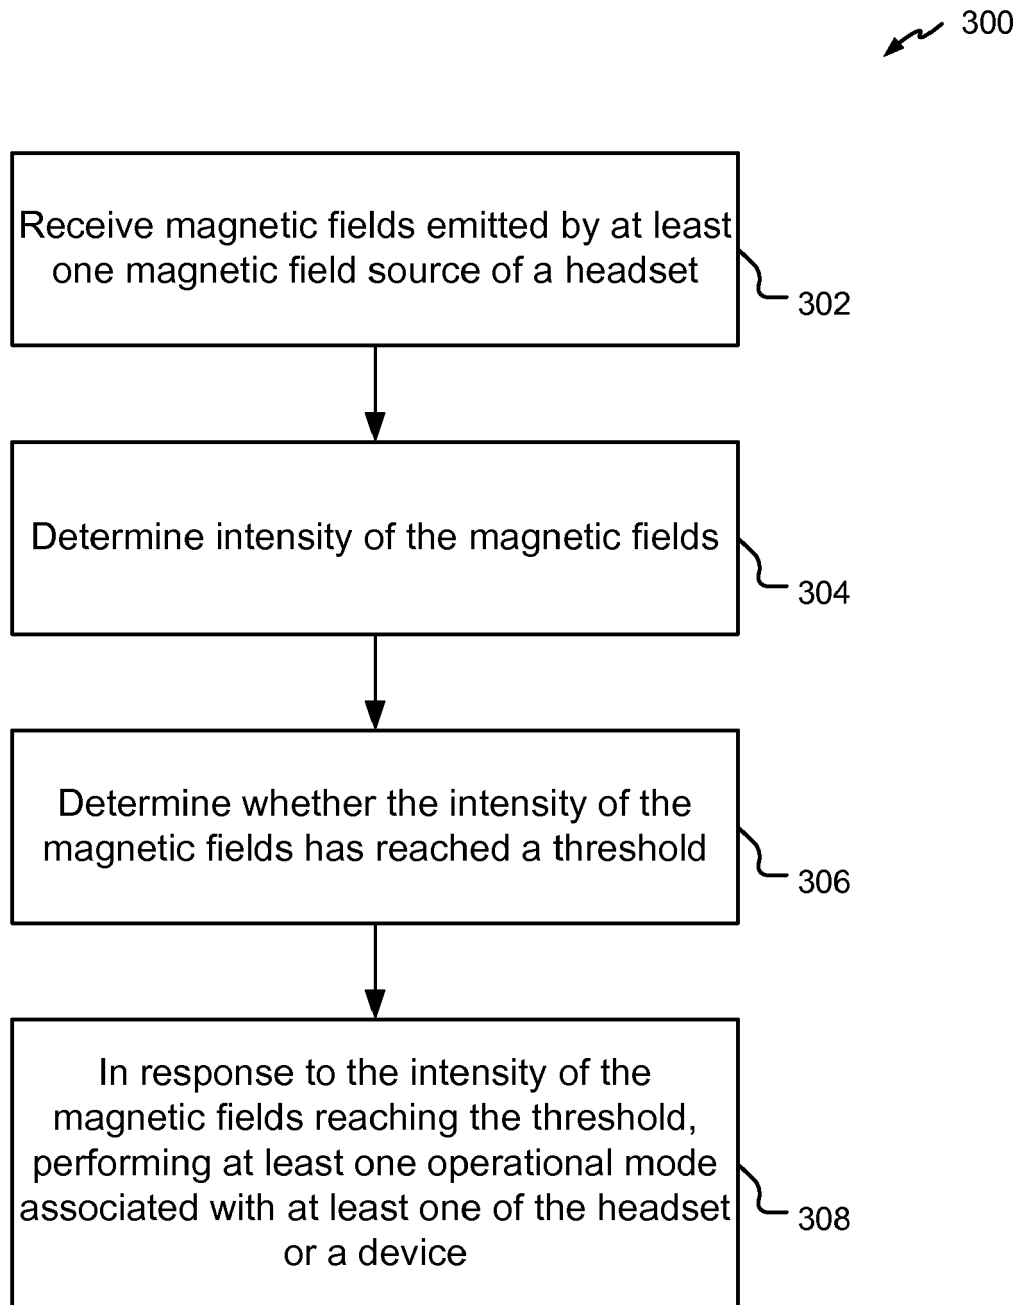 300
Receive magnetic fields emitted by at least
one magnetic field source of a headset
302
Determine intensity of the magnetic fields
304
Determine whether the intensity of the
magnetic fields has reached a threshold
306
In response to the intensity of the
magnetic fields reaching the threshold,
performing at least one operational mode
associated with at least one of the headset
or a device
308